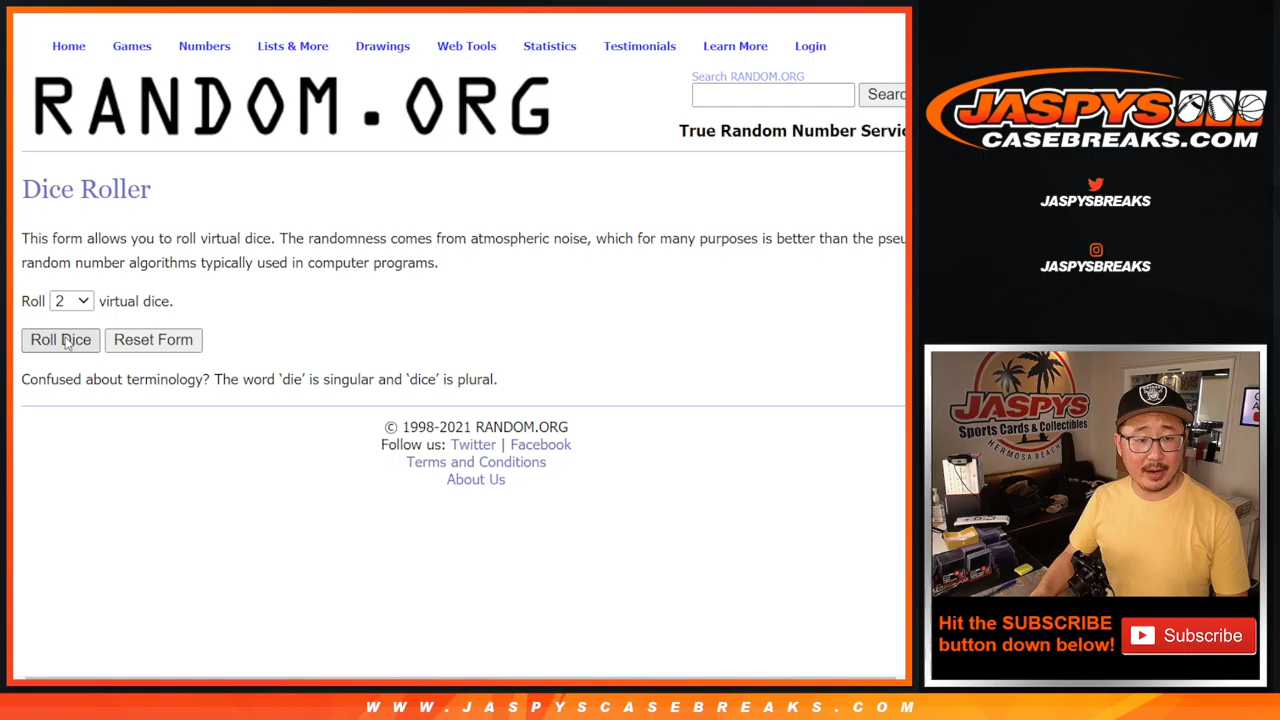 Home Games Numbers Lists & More Drawings Web Tools Statistics Testimonials Learn More Login
RANDOM.ORG
Search RANDOM.ORG
Searc
True Random Number Servic
Dice Roller
This form allows you to roll virtual dice. The randomness comes from atmospheric noise, which for many purposes is better than the pseu
random number algorithms typically used in computer programs.
Roll 2 virtual dice.
Roll Dice Reset Form
Confused about terminology? The word ‘die’ is singular and ‘dice’ is plural.
© 1998-2021 RANDOM.ORG
Follow us: Twitter | Facebook
Terms and Conditions
About Us
JASPYS
CASEBREAKS.COM
JASPYSBREAKS
JASPYSBREAKS
JASPYS
Sports Cards & Collectibles
HERMOSA BEACH
RAIDERS
Hit the SUBSCRIBE
button down below!
Subscribe
WWW.JASPYSCASEBREAKS.COM